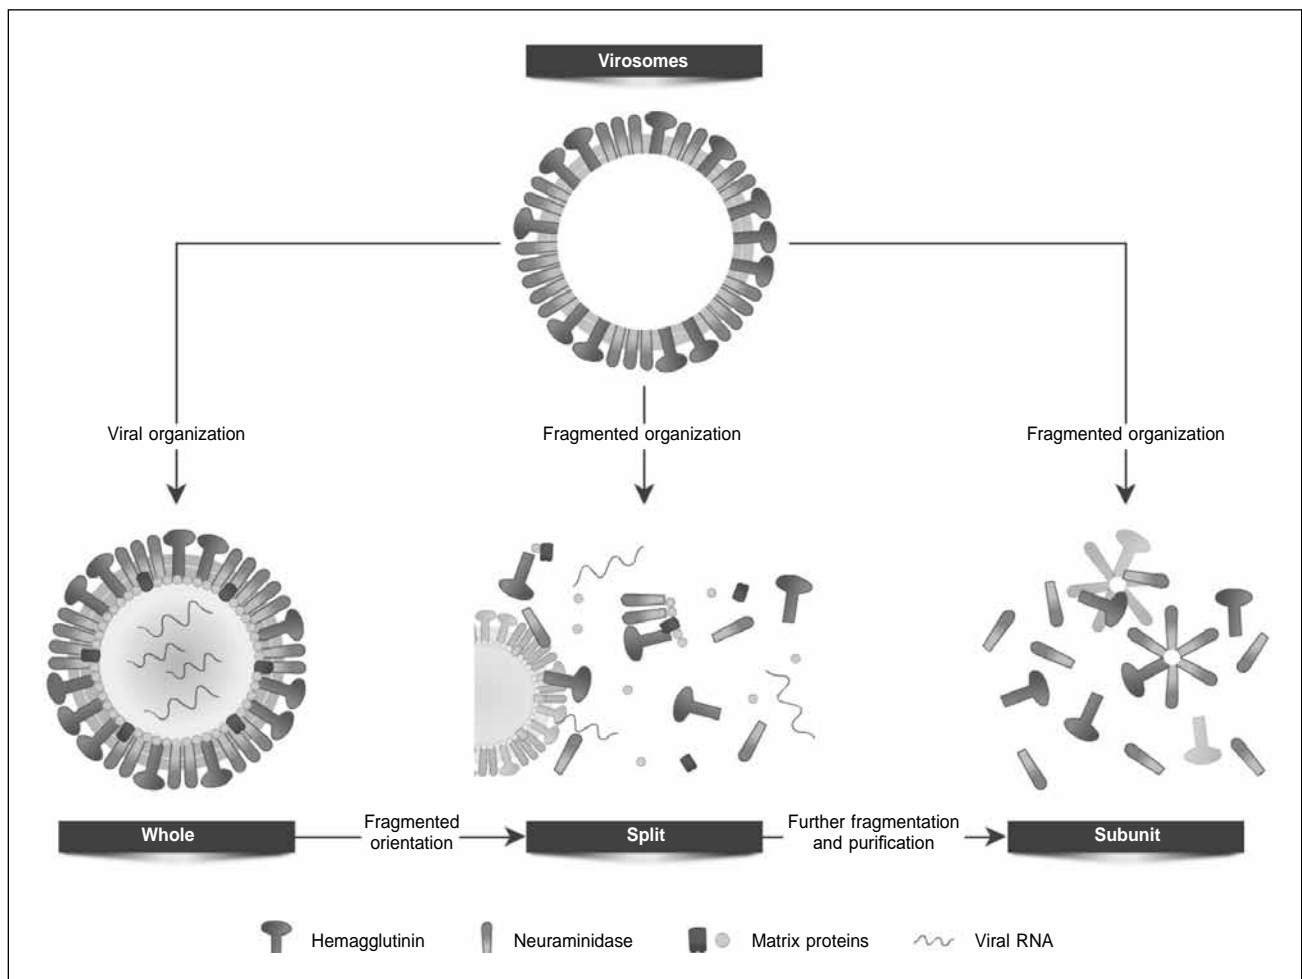 Virosomes
Viral organization
Fragmented organization
Fragmented organization
Whole
Fragmented
orientation
Split
Further fragmentation
and purification
Subunit
Hemagglutinin
Neuraminidase
Matrix proteins
Viral RNA